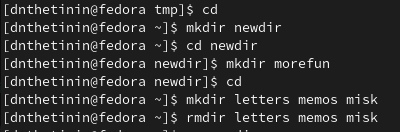 [dnthetinin@fedora tmp]$ cd
[dnthetinin@fedora ~]$ mkdir newdir
[dnthetinin@fedora ~]$ cd newdir
[dnthetinin@fedora newdir]$ mkdir morefun
[dnthetinin@fedora newdir]$ cd
[dnthetinin@fedora ~]$ mkdir letters memos misk
[dnthetinin@fedora ~]$ rmdir letters memos misk